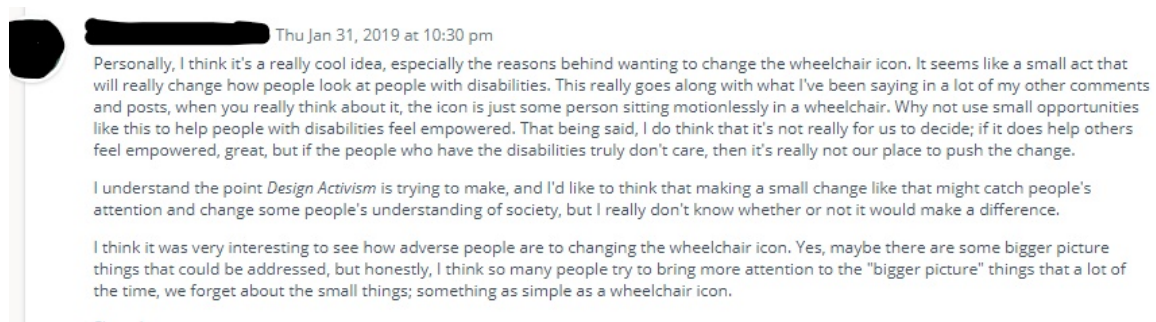 Thu Jan 31, 2019 at 10:30 pm
Personally, I think it's a really cool idea, especially the reasons behind wanting to change the wheelchair icon. It seems like a small act that
will really change how people look at people with disabilities. This really goes along with what I've been saying in a lot of my other comments
and posts, when you really think about it, the icon is just some person sitting motionlessly in a wheelchair. Why not use small opportunities
like this to help people with disabilities feel empowered. That being said, I do think that it's not really for us to decide; if it does help others
feel empowered, great, but if the people who have the disabilities truly don't care, then it's really not our place to push the change.
I understand the point Design Activism is trying to make, and I'd like to think that making a small change like that might catch people's
attention and change some people's understanding of society, but I really don't know whether or not it would make a difference.
I think it was very interesting to see how adverse people are to changing the wheelchair icon. Yes, maybe there are some bigger picture
things that could be addressed, but honestly, I think so many people try to bring more attention to the "bigger picture" things that a lot of
the time, we forget about the small things; something as simple as a wheelchair icon.